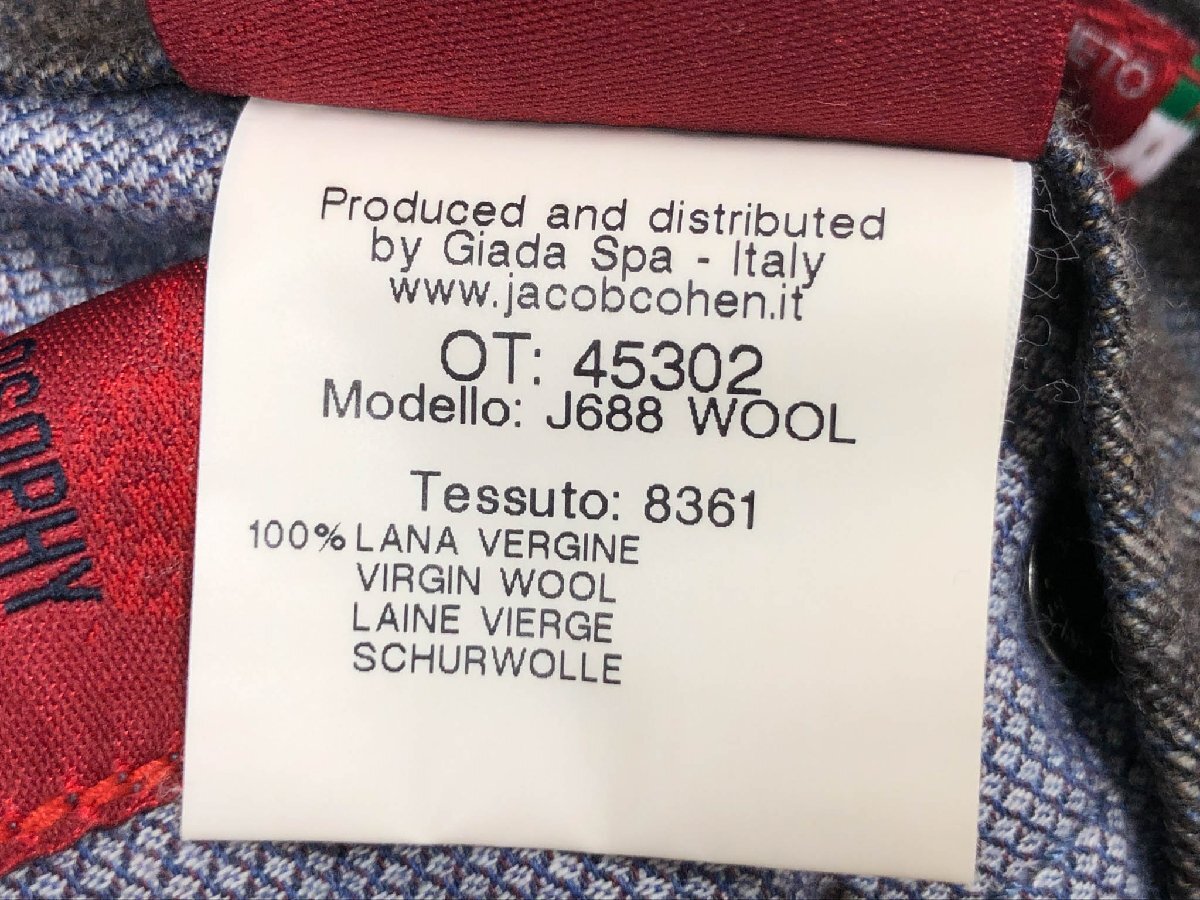 Produced and distributed
by Giada Spa - Italy
www.jacobcohen.it
OT: 45302
Modello: J688 WOOL
Tessuto: 8361
100% LANA VERGINE
VIRGIN WOOL
LAINE VIERGE
SCHURWOLLE